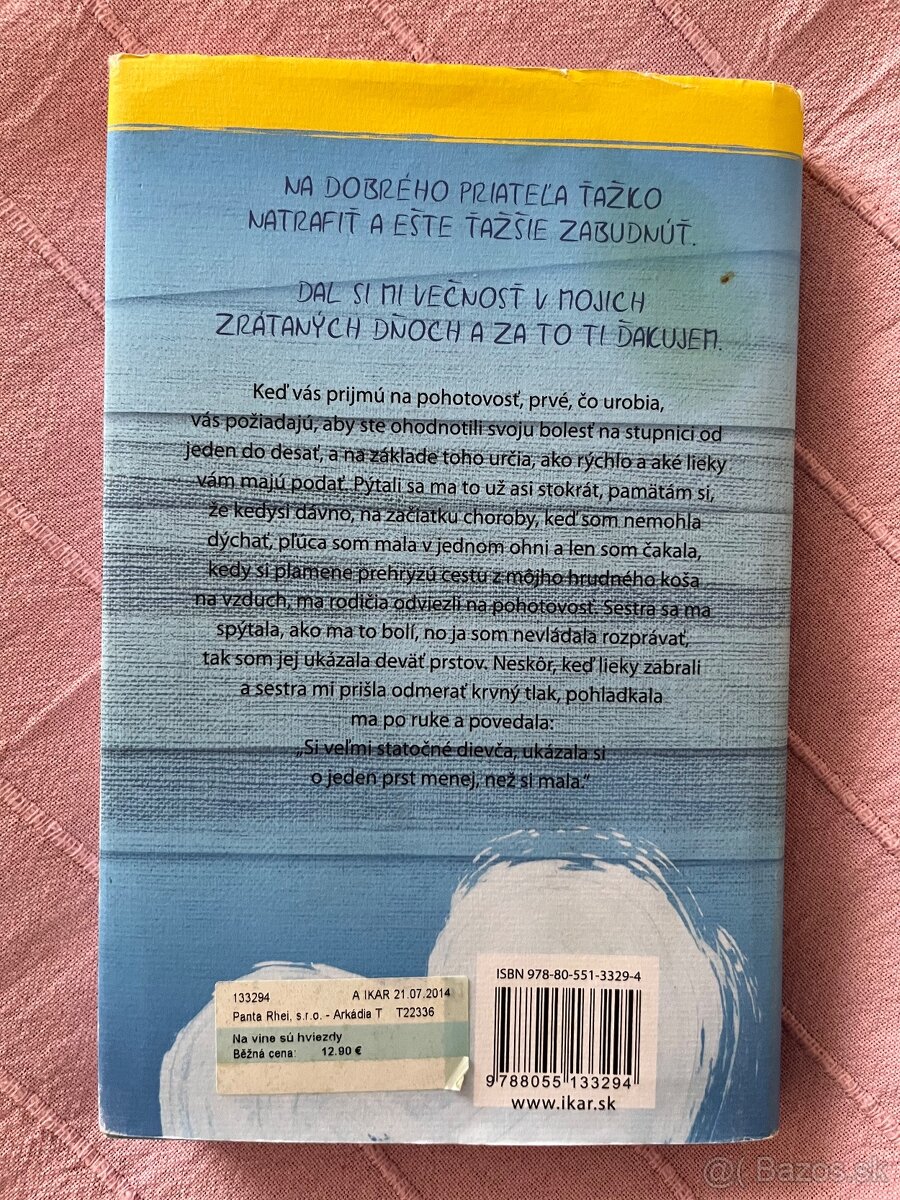 NA DOBRÉHO PRIATEĽA ŤAŽKO
NATRAFIŤ A EŠTE ŤAŽŠIE ZABUDNÚŤ.
DAL SI MI VEČNOSŤ V MOJICH
ZRÁTANÝCH DŇOCH A ZA TO TI ĎAKUJEM.
Keď vás prijmú na pohotovosť, prvé, čo urobia,
vás požiadajú, aby ste ohodnotili svoju bolesť na stupnici od
jeden do desať, a na základe toho určia, ako rýchlo a aké lieky
vám majú podať. Pýtali sa ma to už asi stokrát, pamätám si,
že kedysi dávno, na začiatku choroby, keď som nemohla
dýchať, pľúca som mala v jednom ohni a len som čakala,
kedy si plamene prehryzú cestu z môjho hrudného koša
na vzduch, ma rodičia odviezli na pohotovosť. Sestra sa ma
spýtala, ako ma to bolí, no ja som nevládala rozprávať,
tak som jej ukázala deväť prstov. Neskôr, keď lieky zabrali
a sestra mi prišla odmerať krvný tlak, pohladkala
ma po ruke a povedala:
„Si veľmi statočné dievča, ukázala si
o jeden prst menej, než si mala.“
133294 A IKAR 21.07.2014
Panta Rhei, s.r.o. - Arkádia T T22336
Na vine sú hviezdy
Běžná cena: 12.90 €
ISBN 978-80-551-3329-4
9 788055 133294
www.ikar.sk
@( Bazos.sk